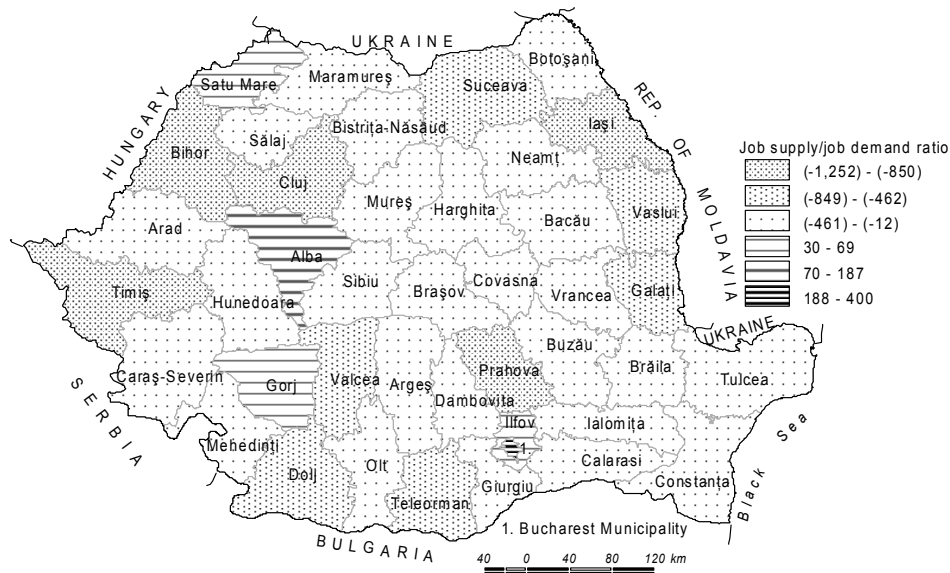 UKRAINE
Botoşani
Maramureş
Satu Mare
Suceava
REP. OF MOLDAVIA
HUNGARY
Iaşi
Sălaj
Bistriţa-Năsăud
Bihor
Neamţ
Cluj
Job supply/job demand ratio
(-1,252) - (-850)
(-849) - (-462)
(-461) - (-12)
30 - 69
70 - 187
188 - 400
Mureş
Harghita
Bacău
Vaslui
Arad
Alba
Sibiu
Covasna
Timiş
Hunedoara
Braşov
Vrancea
Galaţi
UKRAINE
Buzău
Brăila
Prahova
Caraş-Severin
Gorj
Valcea
Argeş
Tulcea
Dambovita
SERBIA
Ilfov
Ialomiţa
Mehedinţi
1.
Calarasi
Dolj
Olt
Constanţa
Black Sea
Teleorman
Giurgiu
1. Bucharest Municipality
BULGARIA
40 0 40 80 120 km